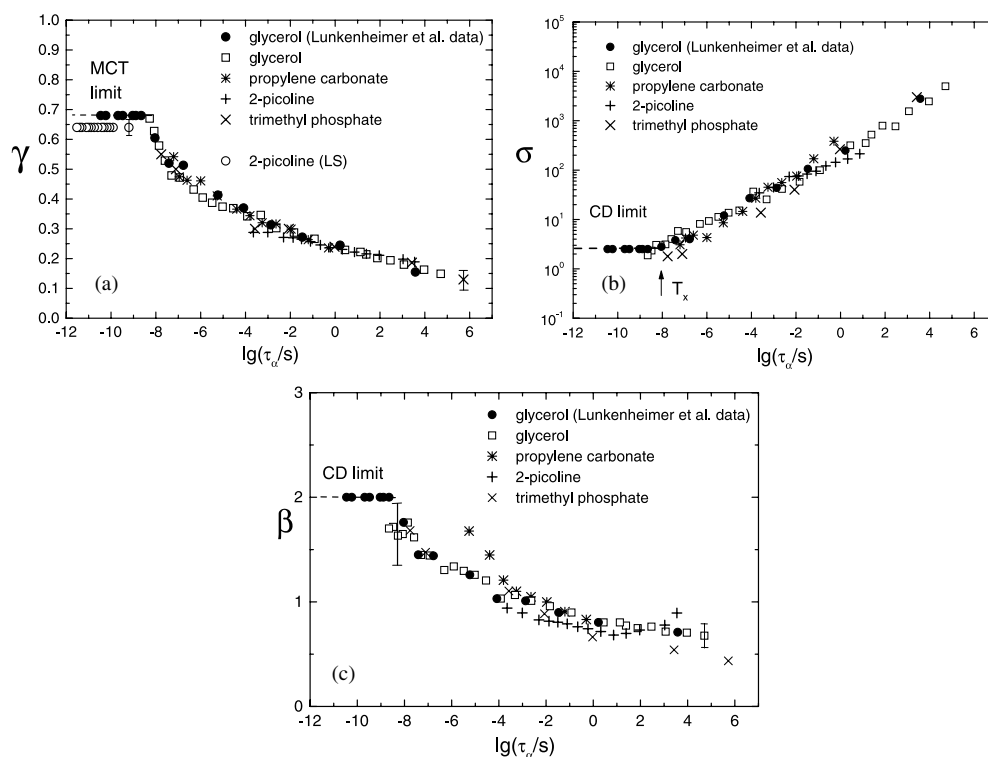 glycerol (Lunkenheimer et al. data)
glycerol
propylene carbonate
2-picoline
trimethyl phosphate
2-picoline (LS)
MCT
limit
γ
1.0
0.9
0.8
0.7
0.6
0.5
0.4
0.3
0.2
0.1
0.0
(a)
-12 -10 -8 -6 -4 -2 0 2 4 6
lg(τα/s)
glycerol (Lunkenheimer et al. data)
glycerol
propylene carbonate
2-picoline
trimethyl phosphate
σ
10^5
10^4
10^3
10^2
10^1
10^0
10^-1
CD limit
Tx
(b)
-12 -10 -8 -6 -4 -2 0 2 4 6
lg(τα/s)
glycerol (Lunkenheimer et al. data)
glycerol
propylene carbonate
2-picoline
trimethyl phosphate
CD limit
β
3
2
1
0
(c)
-12 -10 -8 -6 -4 -2 0 2 4 6
lg(τα/s)